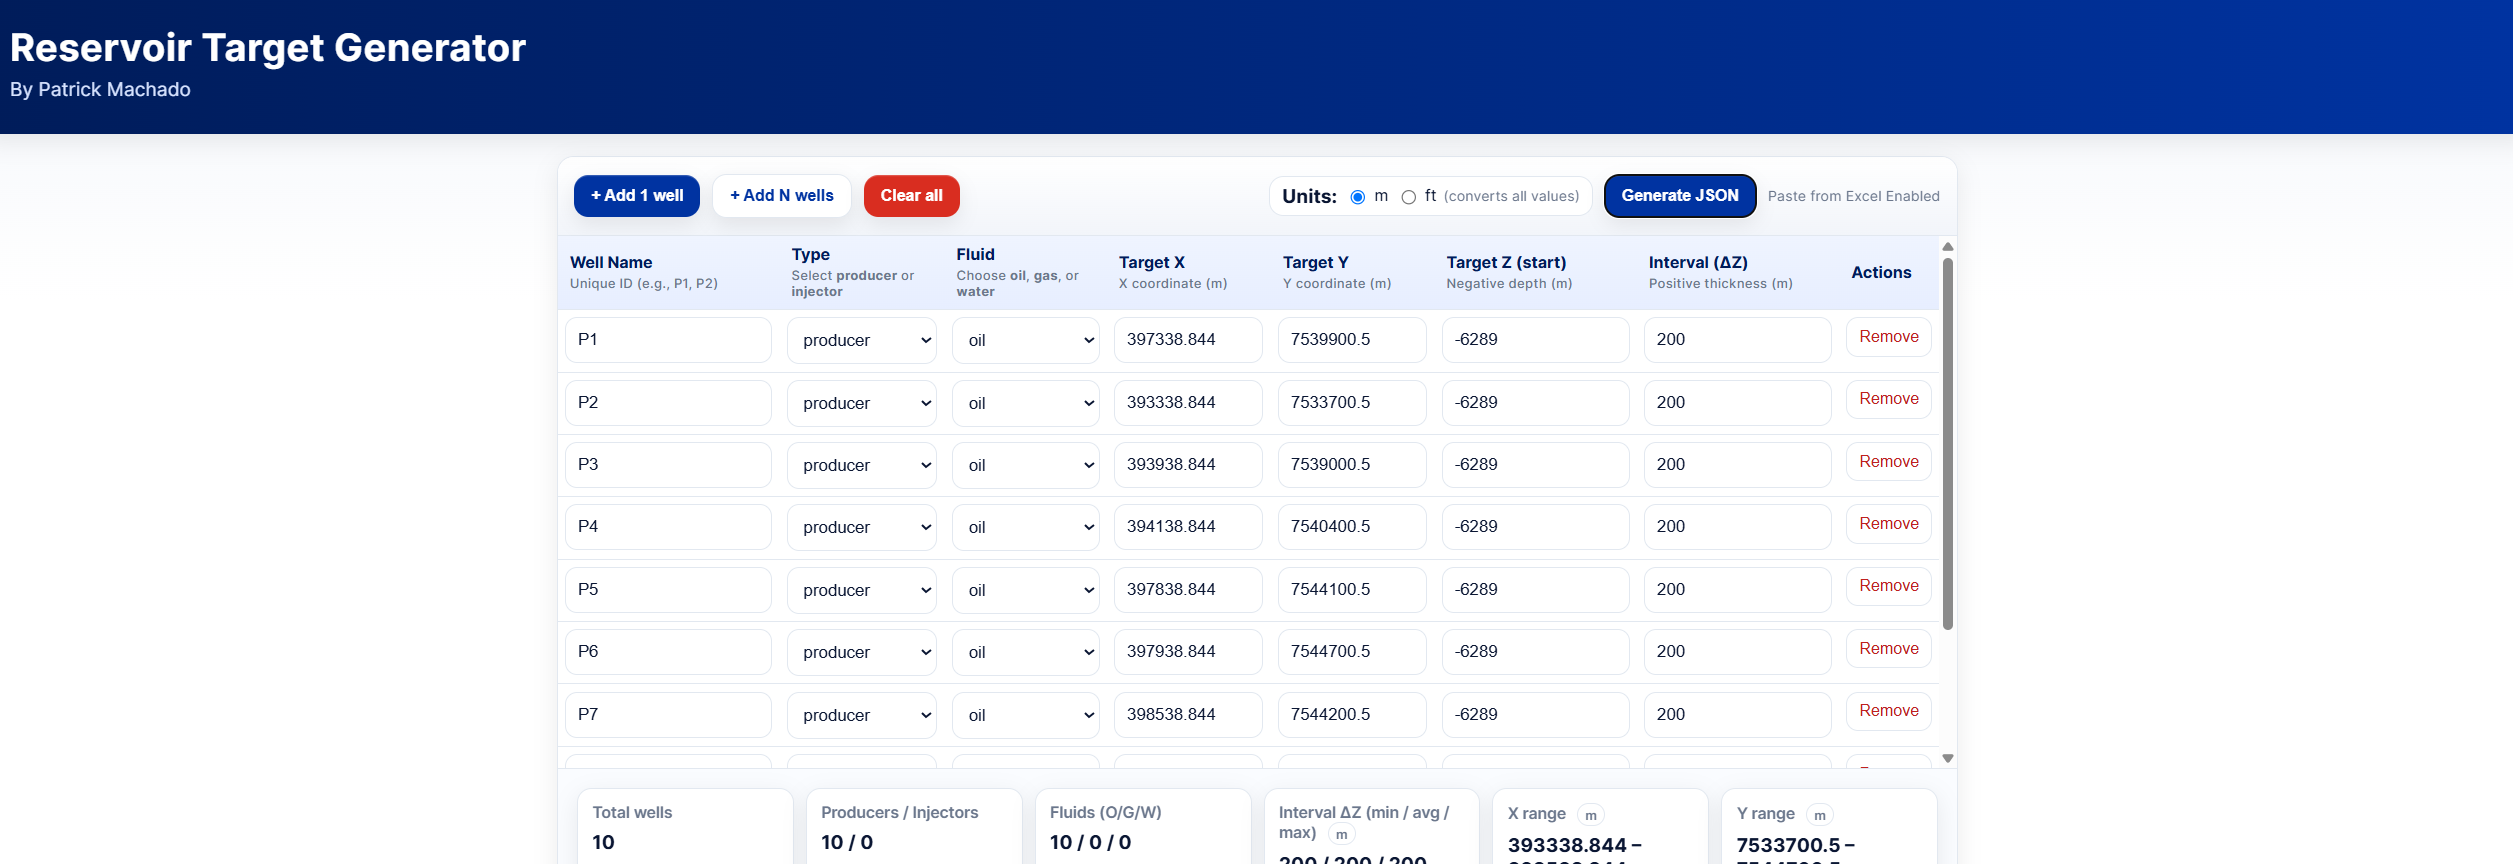 Reservoir Target Generator
By Patrick Machado
+ Add 1 well
+ Add N wells
Clear all
Units: m ft (converts all values)
Generate JSON
Paste from Excel Enabled
Well Name
Unique ID (e.g., P1, P2)
Type
Select producer or
injector
Fluid
Choose oil, gas, or
water
Target X
X coordinate (m)
Target Y
Y coordinate (m)
Target Z (start)
Negative depth (m)
Interval (ΔZ)
Positive thickness (m)
Actions
P1 producer oil 397338.844 7539900.5 -6289 200 Remove
P2 producer oil 393338.844 7533700.5 -6289 200 Remove
P3 producer oil 393938.844 7539000.5 -6289 200 Remove
P4 producer oil 394138.844 7540400.5 -6289 200 Remove
P5 producer oil 397838.844 7544100.5 -6289 200 Remove
P6 producer oil 397938.844 7544700.5 -6289 200 Remove
P7 producer oil 398538.844 7544200.5 -6289 200 Remove
Total wells
10
Producers / Injectors
10 / 0
Fluids (O/G/W)
10 / 0 / 0
Interval ΔZ (min / avg /
max) m
200 / 200 / 200
X range m
393338.844 –
Y range m
7533700.5 –